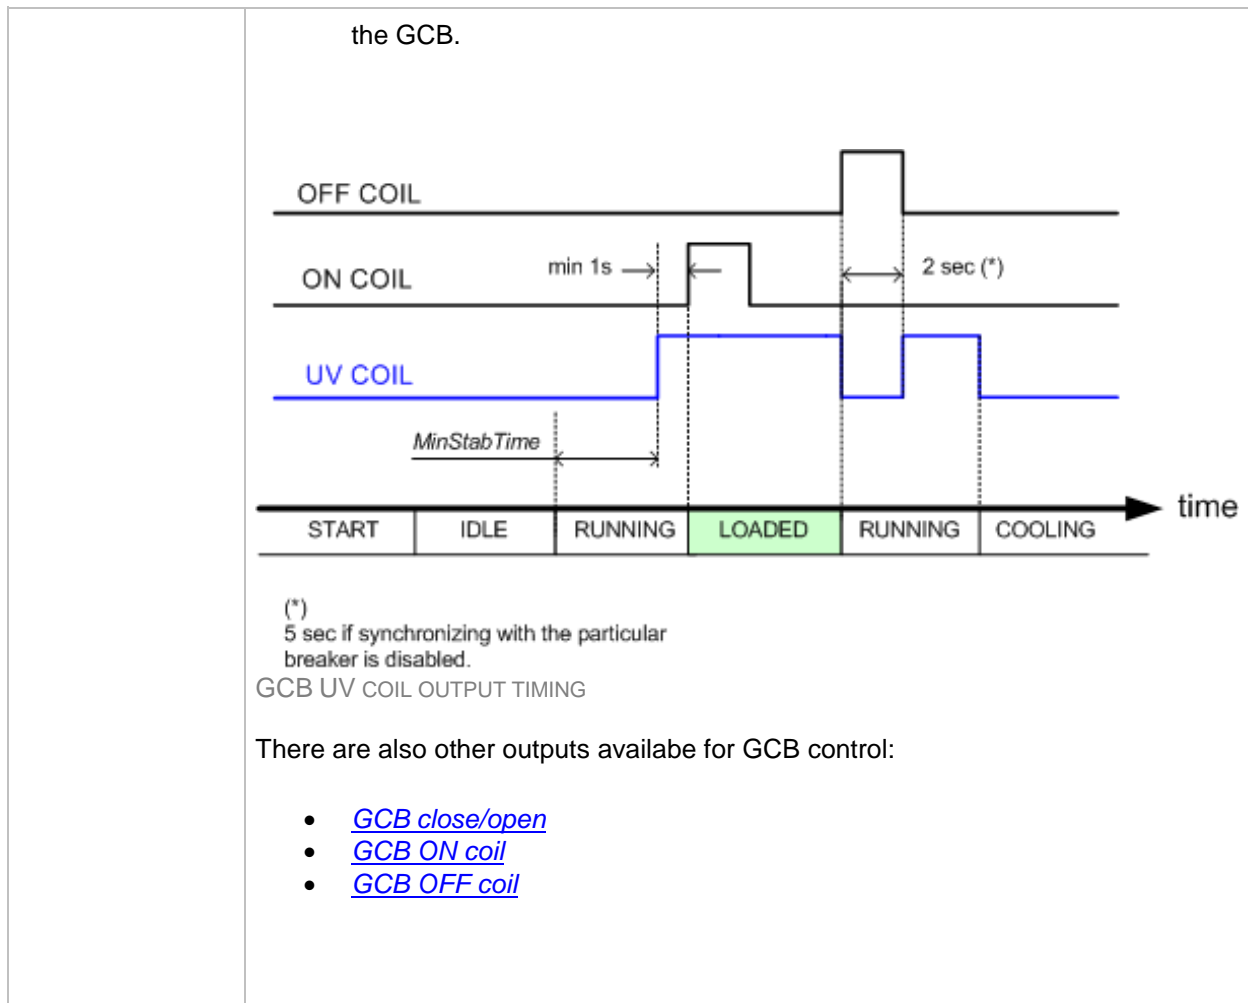 the GCB.
OFF COIL
ON COIL
min 1s
2 sec (*)
UV COIL
MinStabTime
time
START IDLE RUNNING LOADED RUNNING COOLING
(*)
5 sec if synchronizing with the particular
breaker is disabled.
GCB UV COIL OUTPUT TIMING
There are also other outputs availabe for GCB control:
• GCB close/open
• GCB ON coil
• GCB OFF coil